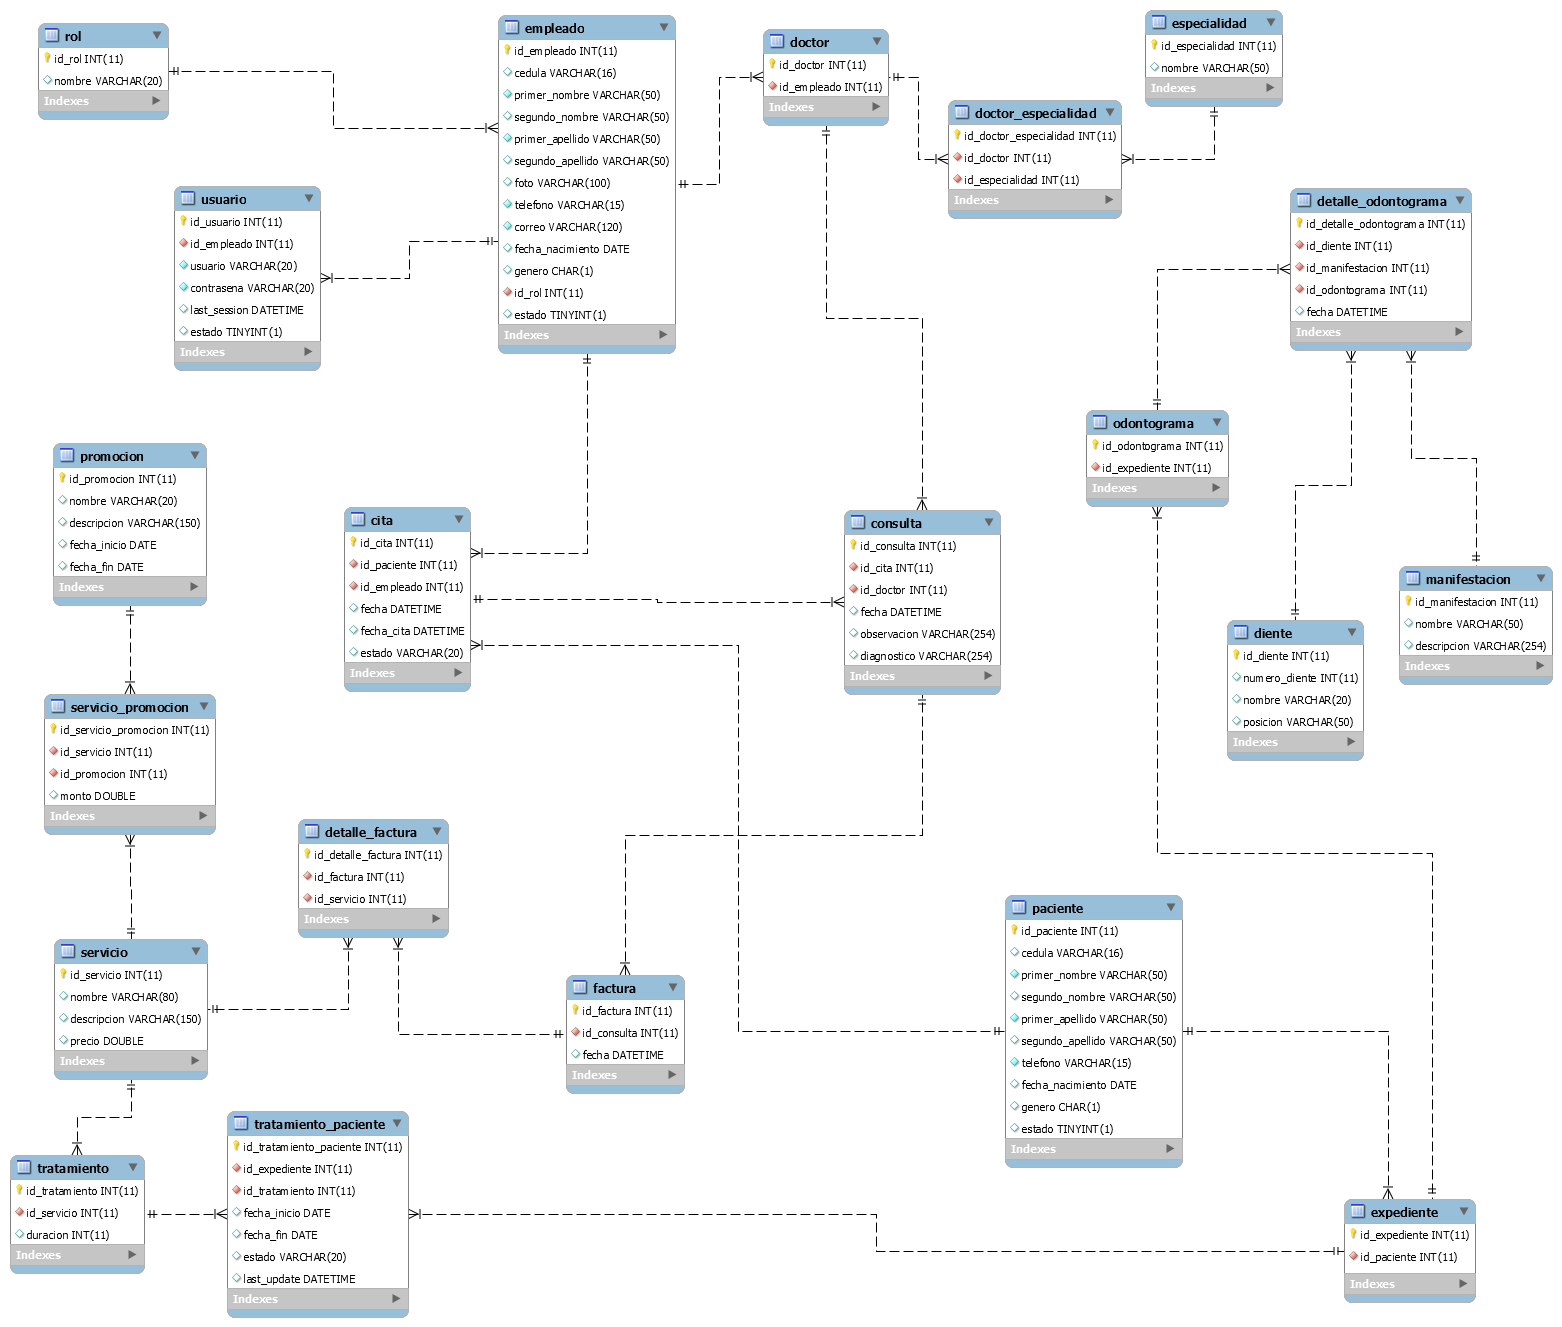 rol
id_rol INT(11)
nombre VARCHAR(20)
Indexes
empleado
id_empleado INT(11)
cedula VARCHAR(16)
primer_nombre VARCHAR(50)
segundo_nombre VARCHAR(50)
primer_apellido VARCHAR(50)
segundo_apellido VARCHAR(50)
foto VARCHAR(100)
telefono VARCHAR(15)
correo VARCHAR(120)
fecha_nacimiento DATE
genero CHAR(1)
id_rol INT(11)
estado TINYINT(1)
Indexes
doctor
id_doctor INT(11)
id_empleado INT(11)
Indexes
especialidad
id_especialidad INT(11)
nombre VARCHAR(50)
Indexes
doctor_especialidad
id_doctor_especialidad INT(11)
id_doctor INT(11)
id_especialidad INT(11)
Indexes
usuario
id_usuario INT(11)
id_empleado INT(11)
usuario VARCHAR(20)
contrasena VARCHAR(20)
last_session DATETIME
estado TINYINT(1)
Indexes
detalle_odontograma
id_detalle_odontograma INT(11)
id_diente INT(11)
id_manifestacion INT(11)
id_odontograma INT(11)
fecha DATETIME
Indexes
odontograma
id_odontograma INT(11)
id_expediente INT(11)
Indexes
promocion
id_promocion INT(11)
nombre VARCHAR(20)
descripcion VARCHAR(150)
fecha_inicio DATE
fecha_fin DATE
Indexes
cita
id_cita INT(11)
id_paciente INT(11)
id_empleado INT(11)
fecha DATETIME
fecha_cita DATETIME
estado VARCHAR(20)
Indexes
consulta
id_consulta INT(11)
id_cita INT(11)
id_doctor INT(11)
fecha DATETIME
observacion VARCHAR(254)
diagnostico VARCHAR(254)
Indexes
manifestacion
id_manifestacion INT(11)
nombre VARCHAR(50)
descripcion VARCHAR(254)
Indexes
diente
id_diente INT(11)
numero_diente INT(11)
nombre VARCHAR(20)
posicion VARCHAR(50)
Indexes
servicio_promocion
id_servicio_promocion INT(11)
id_servicio INT(11)
id_promocion INT(11)
monto DOUBLE
Indexes
detalle_factura
id_detalle_factura INT(11)
id_factura INT(11)
id_servicio INT(11)
Indexes
paciente
id_paciente INT(11)
cedula VARCHAR(16)
primer_nombre VARCHAR(50)
segundo_nombre VARCHAR(50)
primer_apellido VARCHAR(50)
segundo_apellido VARCHAR(50)
telefono VARCHAR(15)
fecha_nacimiento DATE
genero CHAR(1)
estado TINYINT(1)
Indexes
servicio
id_servicio INT(11)
nombre VARCHAR(80)
descripcion VARCHAR(150)
precio DOUBLE
Indexes
factura
id_factura INT(11)
id_consulta INT(11)
fecha DATETIME
Indexes
tratamiento
id_tratamiento INT(11)
id_servicio INT(11)
duracion INT(11)
Indexes
tratamiento_paciente
id_tratamiento_paciente INT(11)
id_expediente INT(11)
id_tratamiento INT(11)
fecha_inicio DATE
fecha_fin DATE
estado VARCHAR(20)
last_update DATETIME
Indexes
expediente
id_expediente INT(11)
id_paciente INT(11)
Indexes